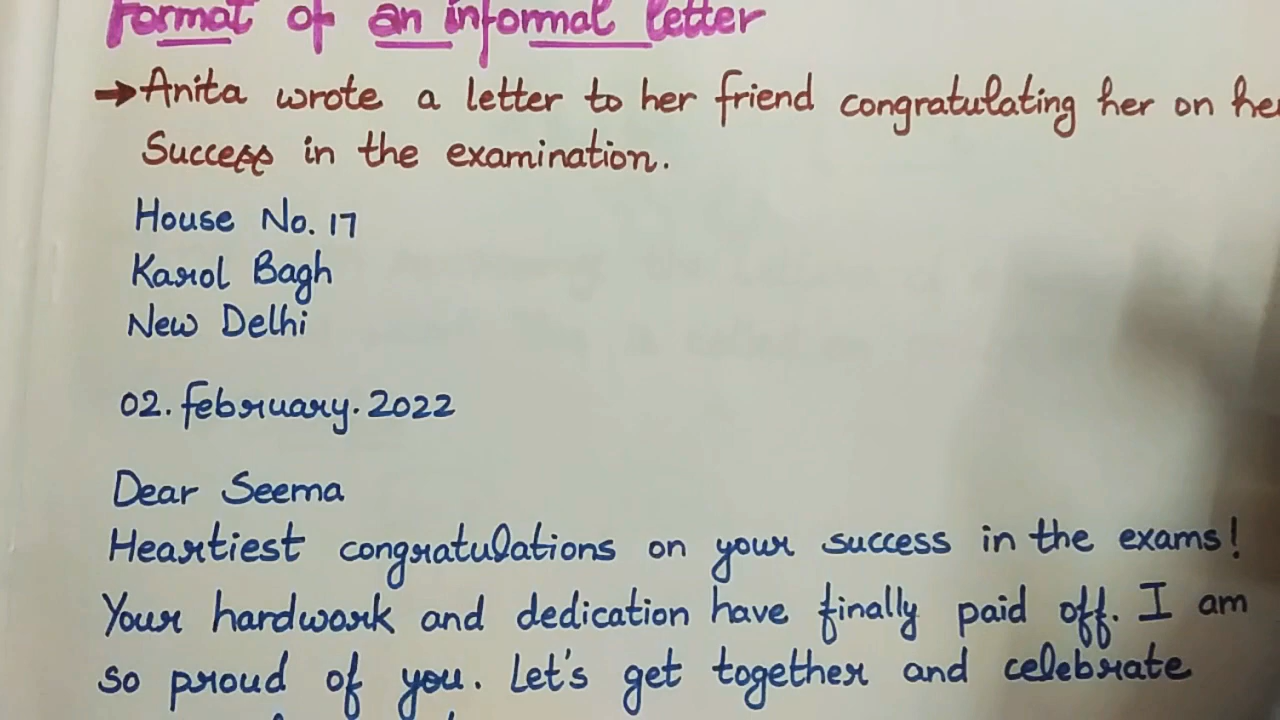 Format of an informal letter
→ Anita wrote a letter to her friend congratulating her on
Success in the examination.
House No. 17
Karol Bagh
New Delhi
02. February. 2022
Dear Seema
Heartiest congratulations on your success in the exams!
Your hardwork and dedication have finally paid off. I am
so proud of you. Let's get together and celebrate